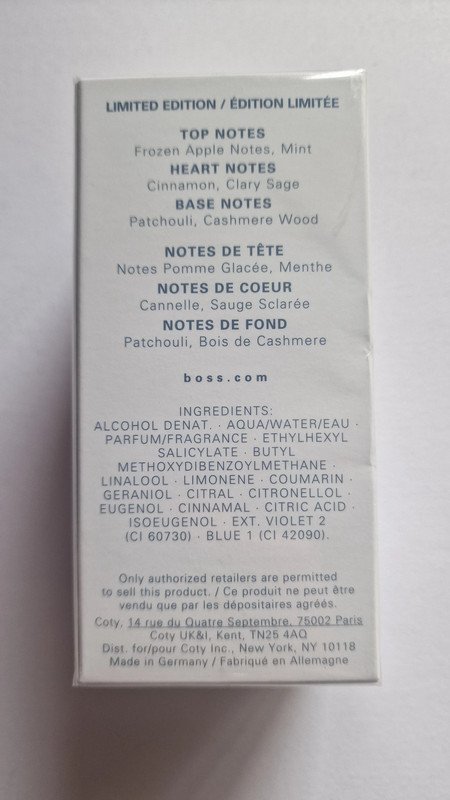 LIMITED EDITION / ÉDITION LIMITÉE
TOP NOTES
Frozen Apple Notes, Mint
HEART NOTES
Cinnamon, Clary Sage
BASE NOTES
Patchouli, Cashmere Wood
NOTES DE TÊTE
Notes Pomme Glacée, Menthe
NOTES DE COEUR
Cannelle, Sauge Sclarée
NOTES DE FOND
Patchouli, Bois de Cashmere
boss.com
INGREDIENTS:
ALCOHOL DENAT. · AQUA/WATER/EAU ·
PARFUM/FRAGRANCE · ETHYLHEXYL
SALICYLATE · BUTYL
METHOXYDIBENZOYLMETHANE ·
LINALOOL · LIMONENE · COUMARIN ·
GERANIOL · CITRAL · CITRONELLOL ·
EUGENOL · CINNAMAL · CITRIC ACID ·
ISOEUGENOL · EXT. VIOLET 2
(CI 60730) · BLUE 1 (CI 42090).
Only authorized retailers are permitted
to sell this product. / Ce produit ne peut être
vendu que par les dépositaires agréés.
Coty, 14 rue du Quatre Septembre, 75002 Paris
Coty UK&I, Kent, TN25 4AQ
Dist. for/pour Coty Inc., New York, NY 10118
Made in Germany / Fabriqué en Allemagne